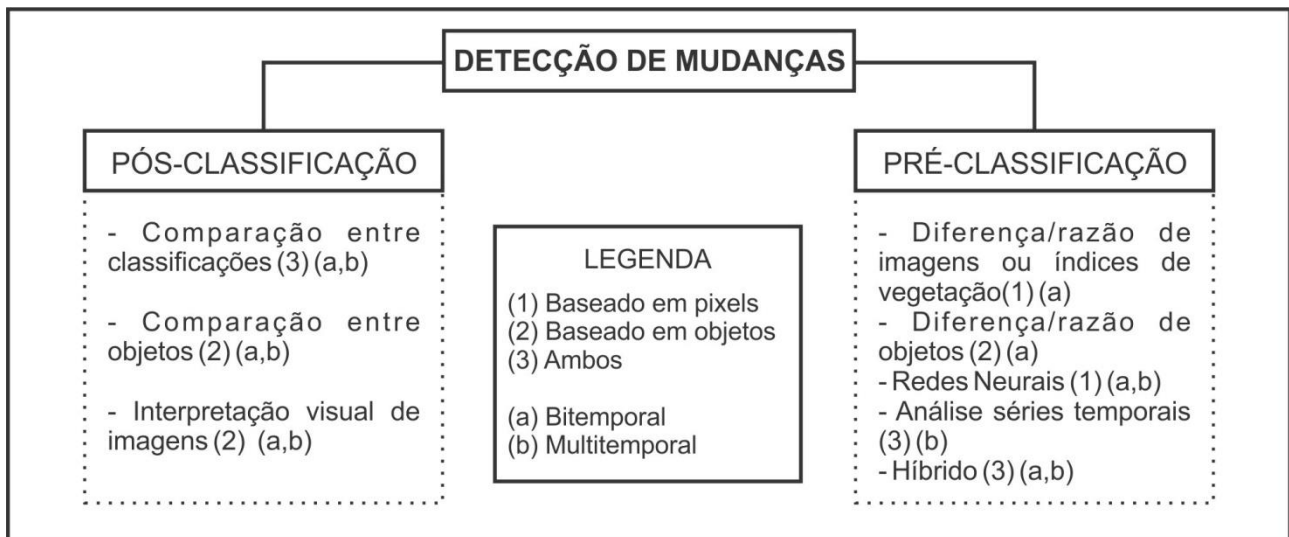 DETECÇÃO DE MUDANÇAS
PÓS-CLASSIFICAÇÃO
- Comparação entre
classificações (3) (a,b)
- Comparação entre
objetos (2) (a,b)
- Interpretação visual de
imagens (2) (a,b)
LEGENDA
(1) Baseado em pixels
(2) Baseado em objetos
(3) Ambos
(a) Bitemporal
(b) Multitemporal
PRÉ-CLASSIFICAÇÃO
- Diferença/razão de
imagens ou índices de
vegetação(1) (a)
- Diferença/razão de
objetos (2) (a)
- Redes Neurais (1) (a,b)
- Análise séries temporais
(3) (b)
- Híbrido (3) (a,b)